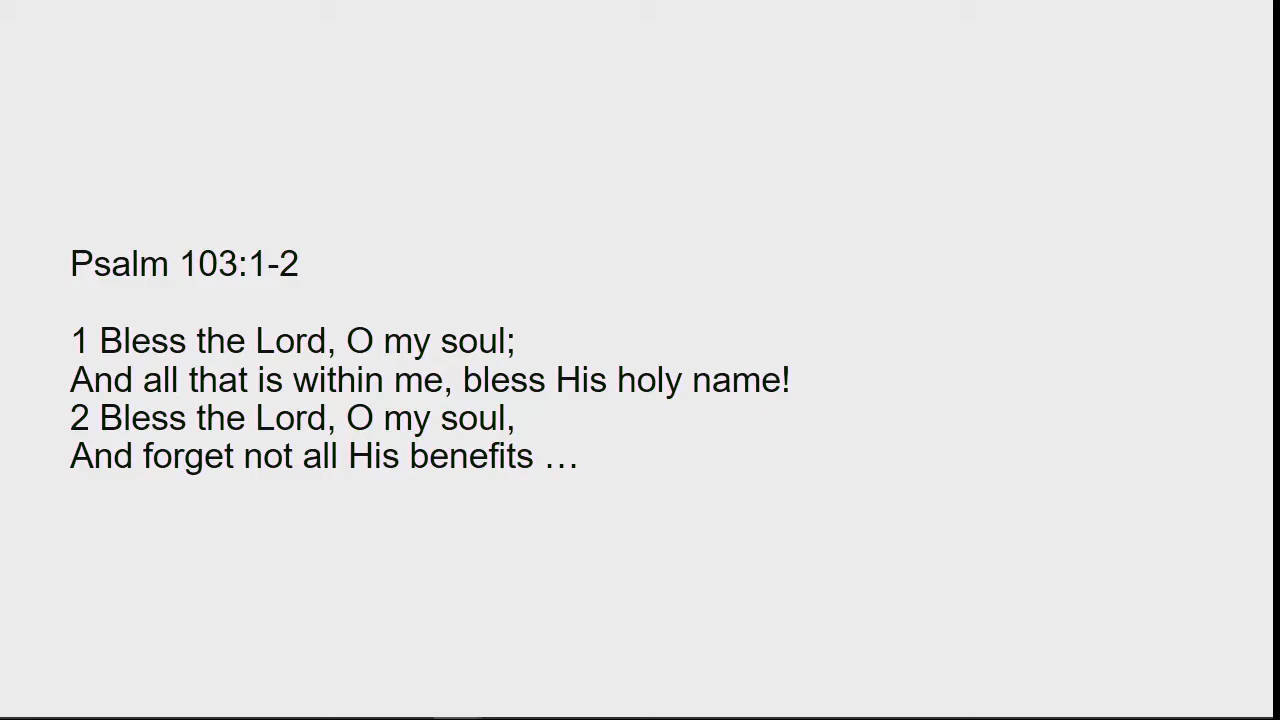 Psalm 103:1-2
1 Bless the Lord, O my soul;
And all that is within me, bless His holy name!
2 Bless the Lord, O my soul,
And forget not all His benefits …